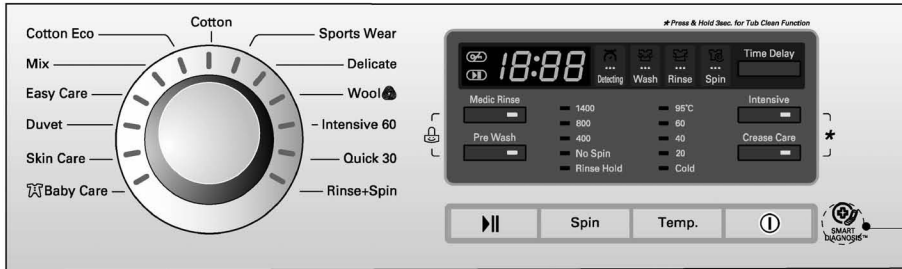 *Press & Hold 3sec. for Tub Clean Function
Cotton
Cotton Eco
Sports Wear
Mix
Delicate
Easy Care
Wool
Duvet
Intensive 60
Skin Care
Quick 30
Baby Care
Rinse+Spin
18:88
Detecting
Wash
Rinse
Spin
Time Delay
Medic Rinse
Pre Wash
1400
800
400
No Spin
Rinse Hold
95℃
60
40
20
Cold
Intensive
Crease Care
*
Spin
Temp.
SMART
DIAGNOSIS™